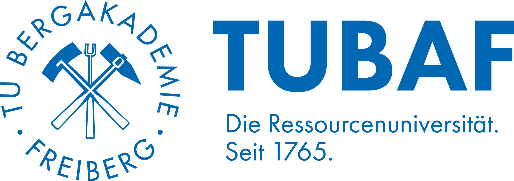 TU BERGAKADEMIE
· FREIBERG ·
TUBAF
Die Ressourcenuniversität.
Seit 1765.